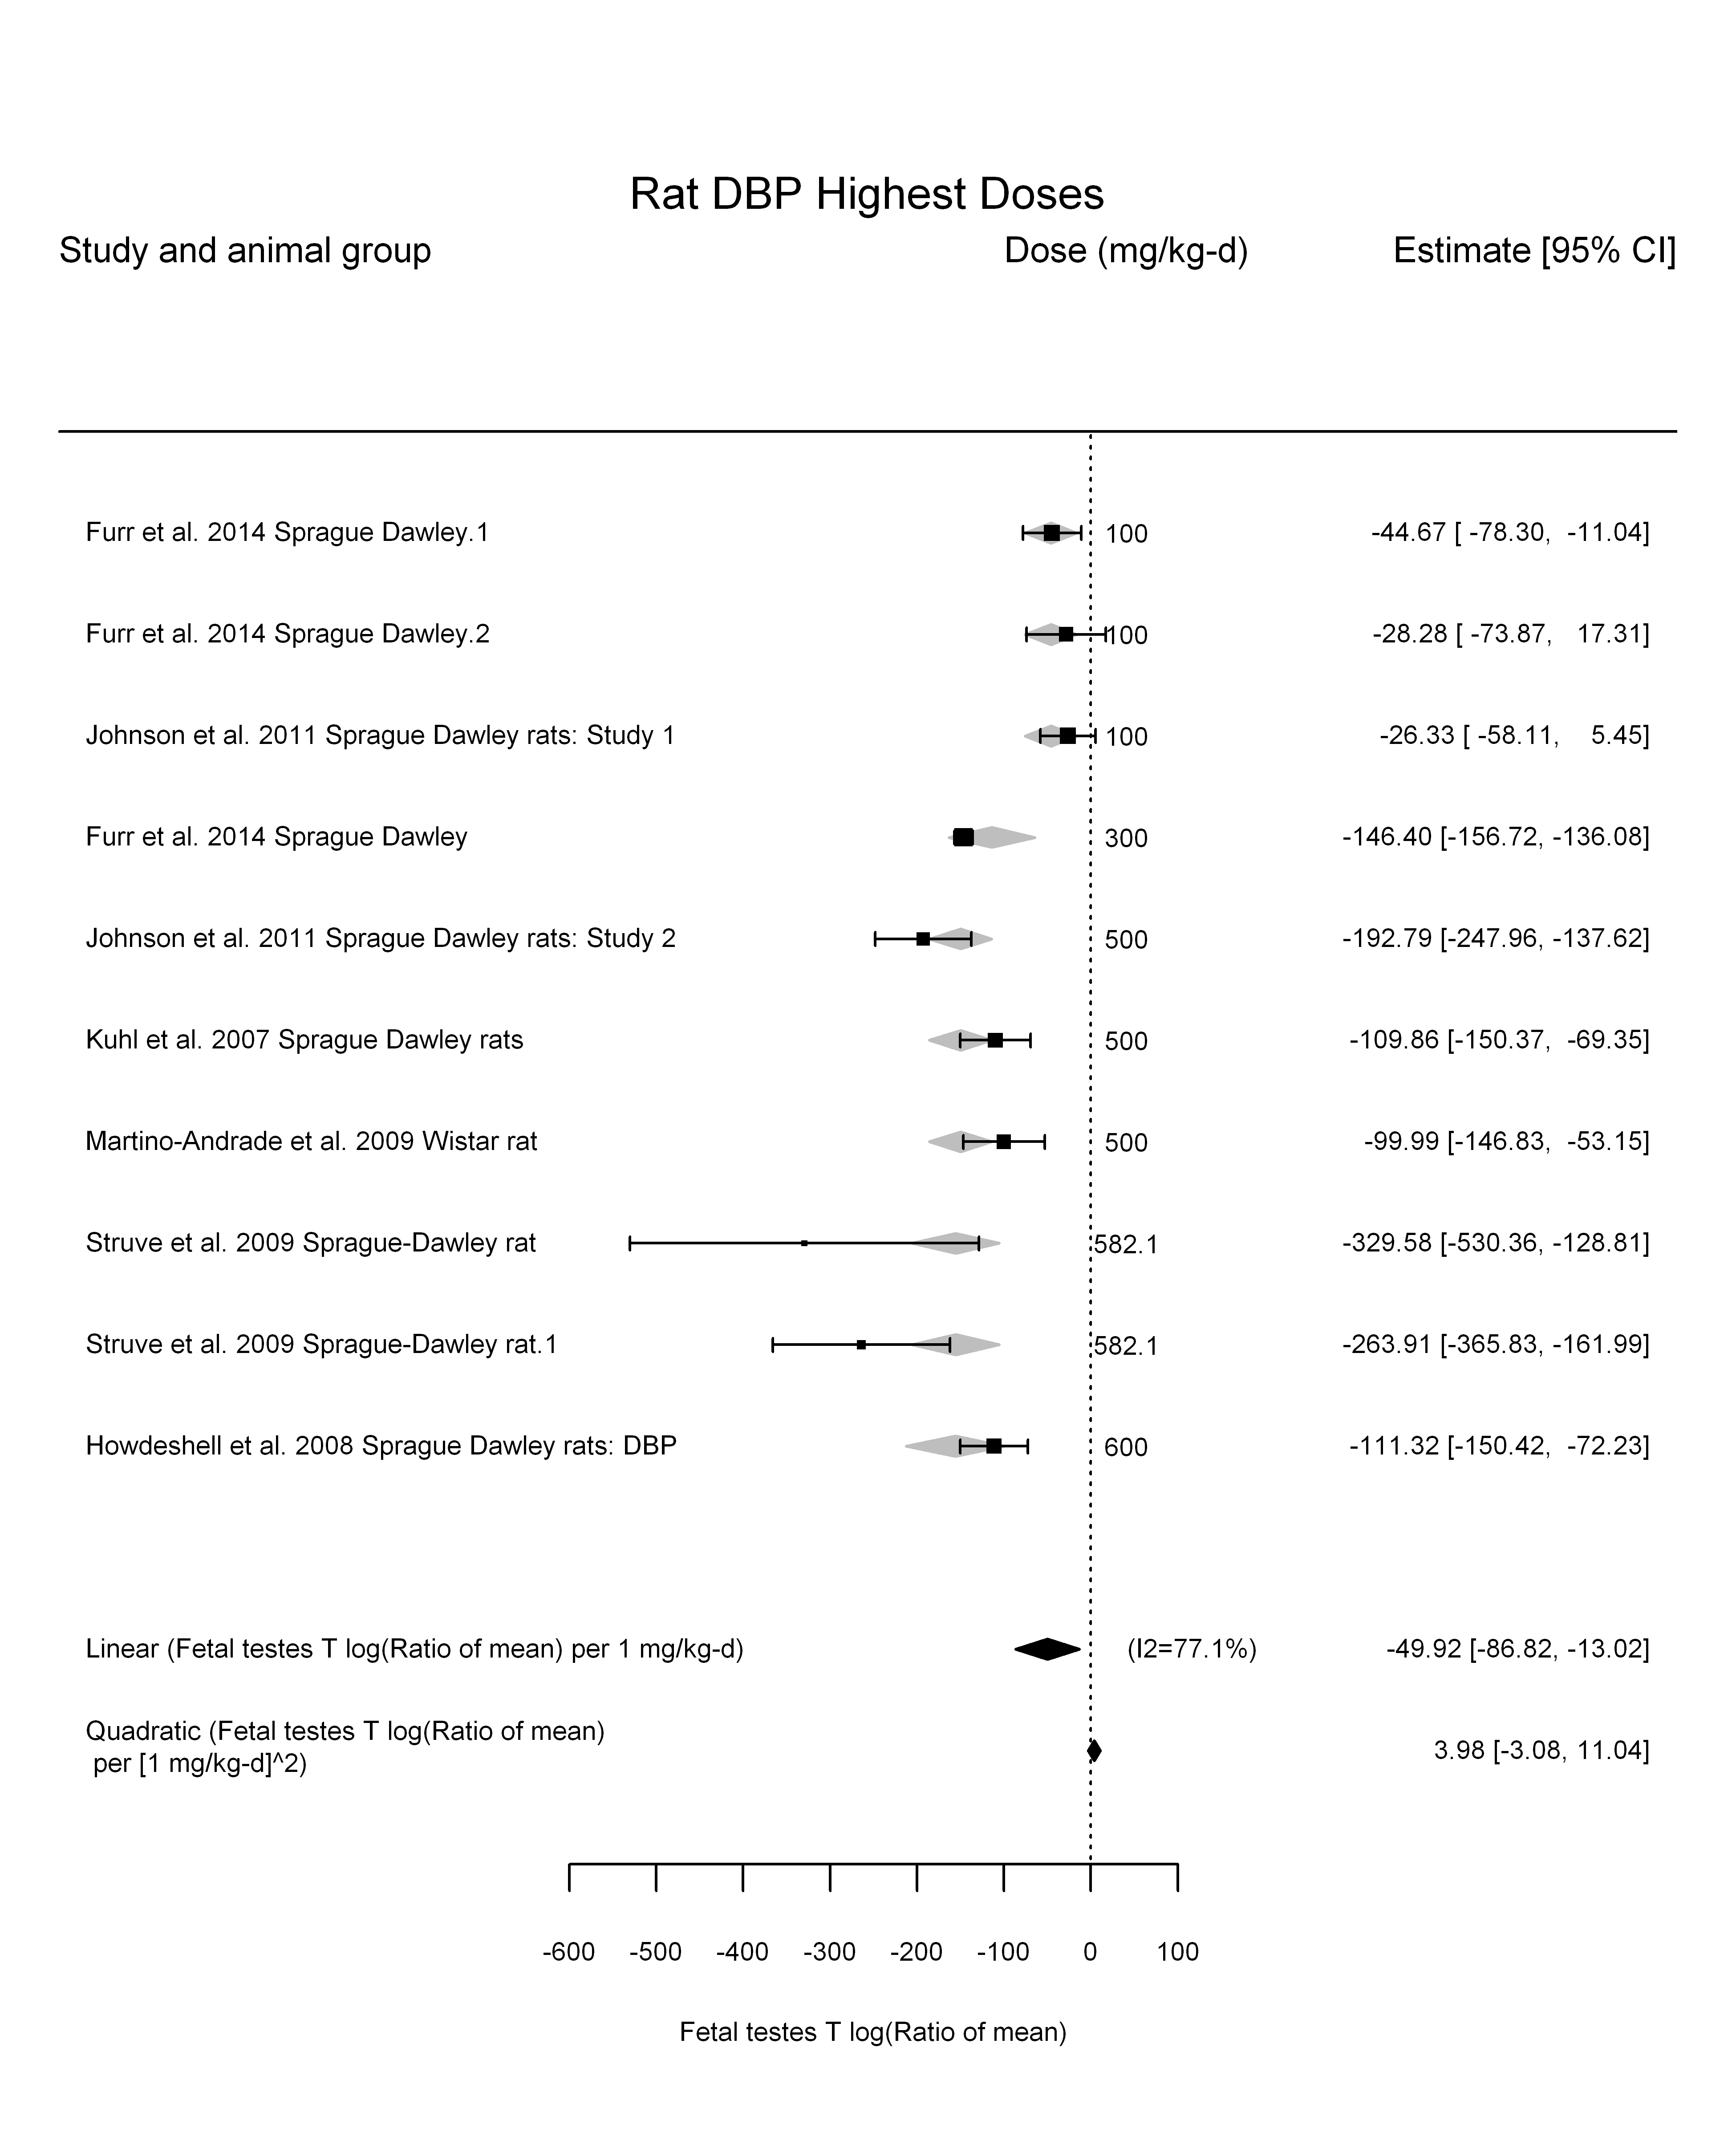 Rat DBP Highest Doses
Study and animal group Dose (mg/kg-d) Estimate [95% CI]
Furr et al. 2014 Sprague Dawley.1 100 -44.67 [ -78.30, -11.04]
Furr et al. 2014 Sprague Dawley.2 100 -28.28 [ -73.87, 17.31]
Johnson et al. 2011 Sprague Dawley rats: Study 1 100 -26.33 [ -58.11, 5.45]
Furr et al. 2014 Sprague Dawley 300 -146.40 [-156.72, -136.08]
Johnson et al. 2011 Sprague Dawley rats: Study 2 500 -192.79 [-247.96, -137.62]
Kuhl et al. 2007 Sprague Dawley rats 500 -109.86 [-150.37, -69.35]
Martino-Andrade et al. 2009 Wistar rat 500 -99.99 [-146.83, -53.15]
Struve et al. 2009 Sprague-Dawley rat 582.1 -329.58 [-530.36, -128.81]
Struve et al. 2009 Sprague-Dawley rat.1 582.1 -263.91 [-365.83, -161.99]
Howdeshell et al. 2008 Sprague Dawley rats: DBP 600 -111.32 [-150.42, -72.23]
Linear (Fetal testes T log(Ratio of mean) per 1 mg/kg-d) (I2=77.1%) -49.92 [-86.82, -13.02]
Quadratic (Fetal testes T log(Ratio of mean)
per [1 mg/kg-d]^2) 3.98 [-3.08, 11.04]
-600 -500 -400 -300 -200 -100 0 100
Fetal testes T log(Ratio of mean)